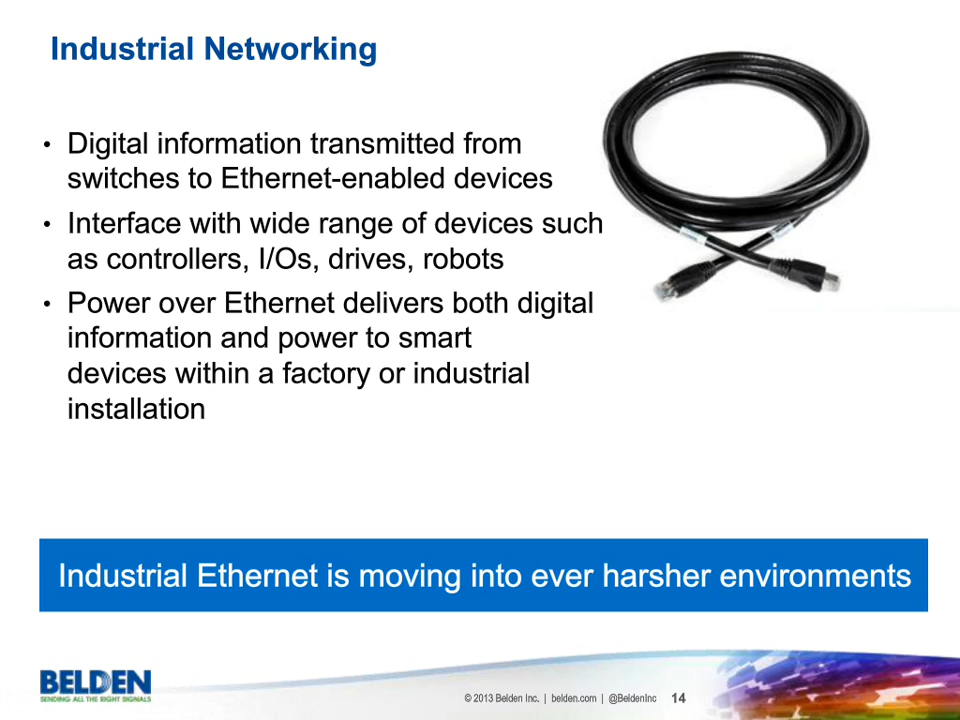 Industrial Networking
• Digital information transmitted from
switches to Ethernet-enabled devices
• Interface with wide range of devices such
as controllers, I/Os, drives, robots
• Power over Ethernet delivers both digital
information and power to smart
devices within a factory or industrial
installation
Industrial Ethernet is moving into ever harsher environments
BELDEN
SENDING ALL THE RIGHT SIGNALS
© 2013 Belden Inc. | belden.com | @BeldenInc 14